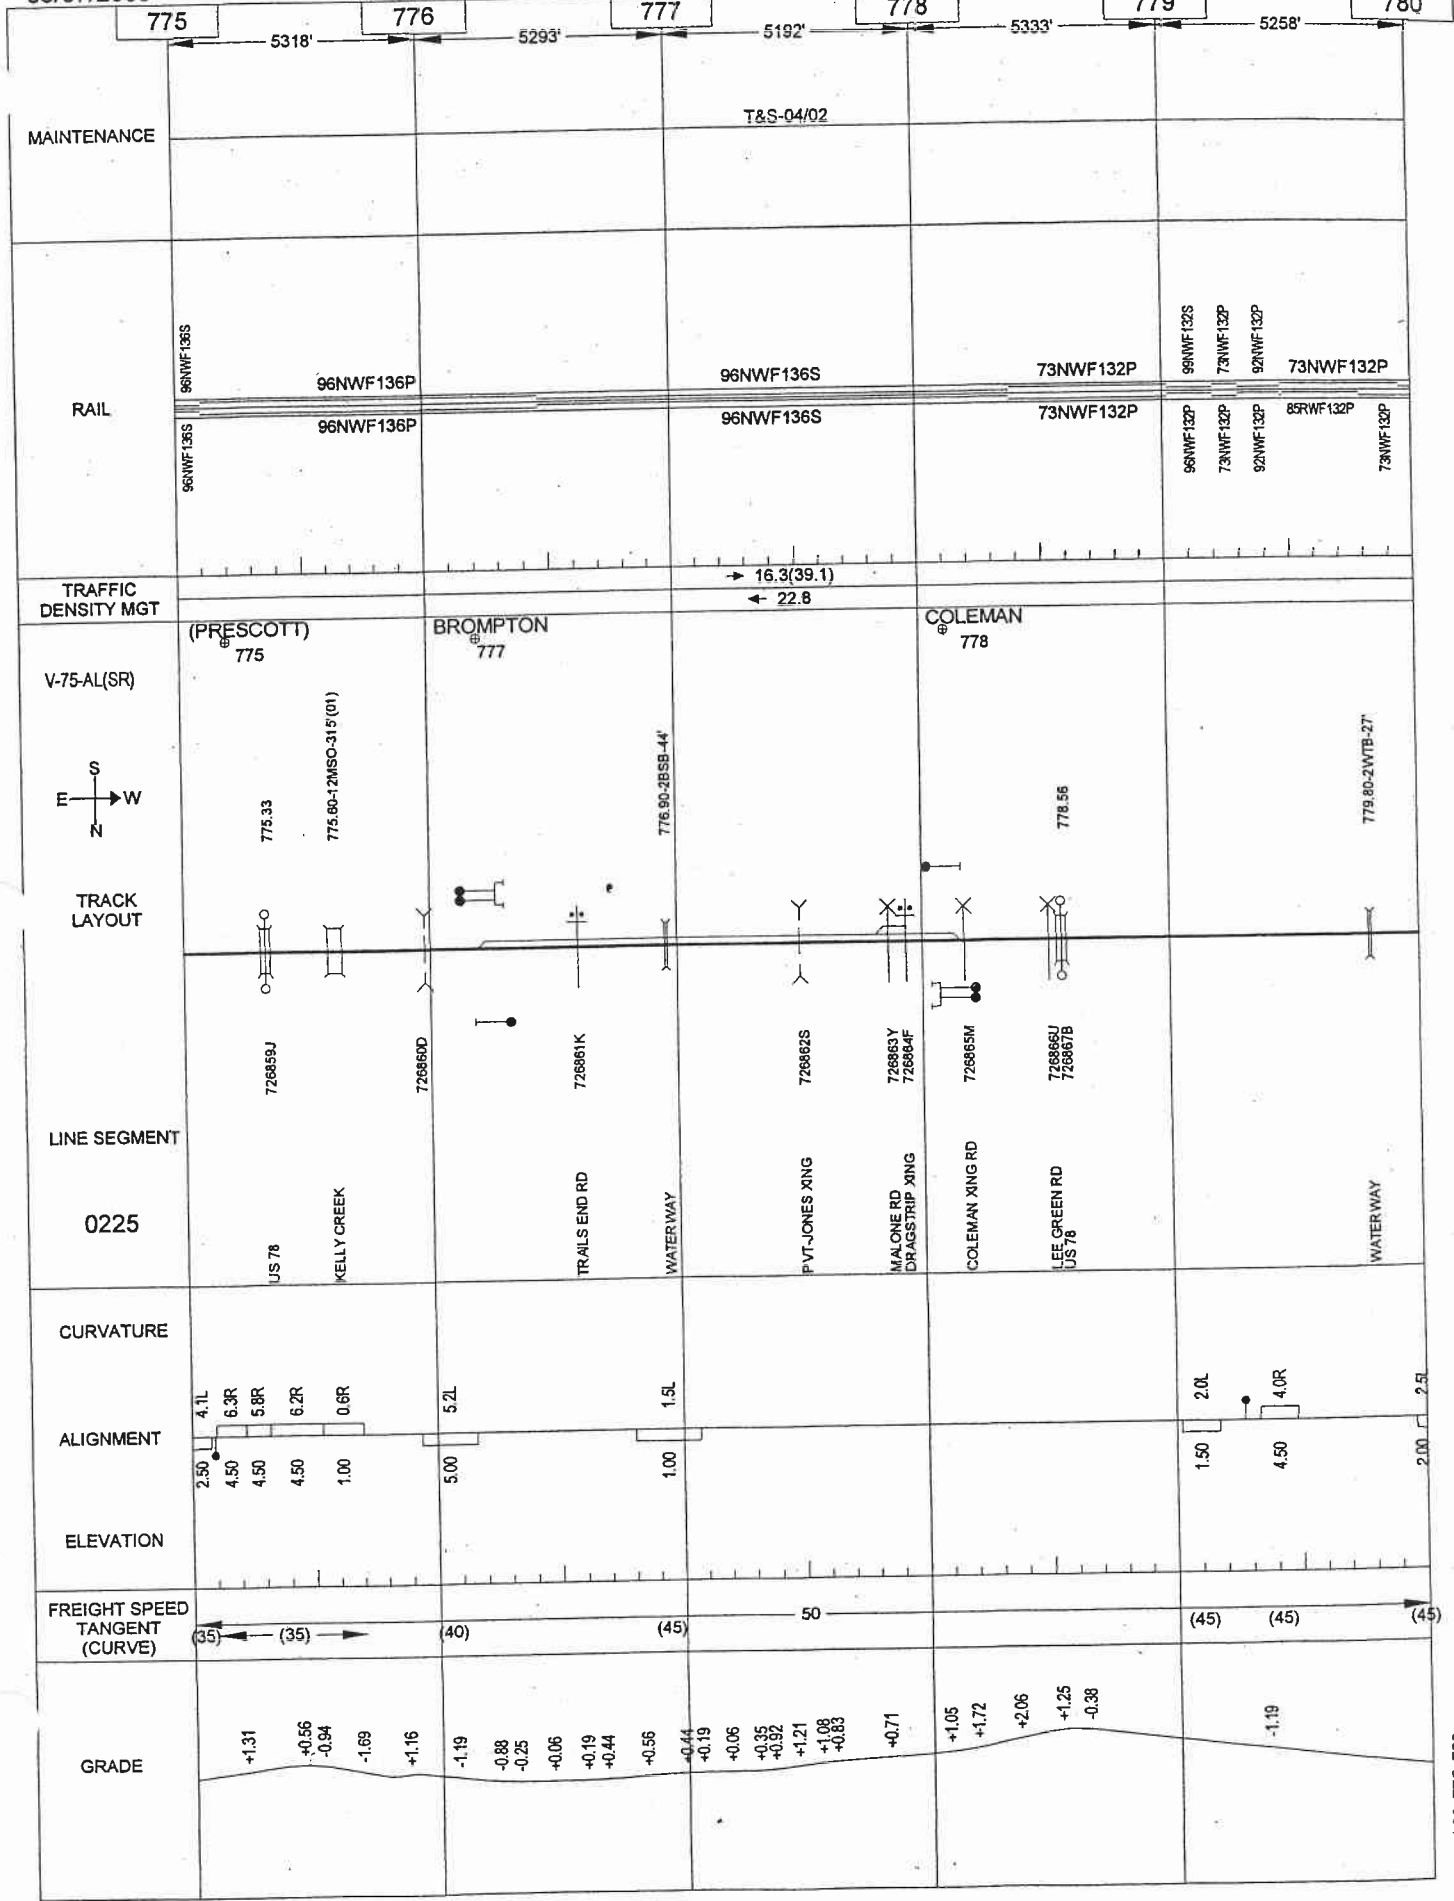 775 776 777 778 779 780
5318' 5293' 5192' 5333' 5258'
MAINTENANCE
T&S-04/02
RAIL
96NWF136S 96NWF136P 96NWF136S 73NWF132P 99NWF132S 73NWF132P 92NWF132P 73NWF132P
96NWF136S 96NWF136P 96NWF136S 73NWF132P 96NWF132P 73NWF132P 92NWF132P 85RWF132P 73NWF132P
TRAFFIC
DENSITY MGT
16.3(39.1)
22.8
(PRESCOTT) BROMPTON COLEMAN
775 777 778
V-75-AL(SR)
S
E W
N
775.33
775.60-12MSO-315'(01)
776.90-2BSB-44'
778.56
779.80-2WTB-27'
TRACK
LAYOUT
726859J
726860D
726861K
726862S
726863Y
726864F
726865M
726866U
726867B
LINE SEGMENT
0225
US 78
KELLY CREEK
TRAILS END RD
WATERWAY
PVT-JONES XING
MALONE RD
DRAGSTRIP XING
COLEMAN XING RD
LEE GREEN RD
US 78
WATERWAY
CURVATURE
4.1L 6.3R 5.8R 6.2R 0.6R 5.2L 1.5L 2.0L 4.0R 2.5L
ALIGNMENT
2.50 4.50 4.50 4.50 1.00 5.00 1.00 1.50 4.50 2.00
ELEVATION
FREIGHT SPEED
TANGENT
(CURVE)
50
(35) (35) (40) (45) (45) (45) (45)
GRADE
+1.31 +0.56 -0.94 -1.69 +1.16 -1.19 -0.88 -0.25 +0.06 +0.19 +0.44 +0.56 +0.44 +0.19 +0.06 +0.35 +0.92 +1.21 +1.08 +0.83 +0.71 +1.05 +1.72 +2.06 +1.25 -0.38 -1.19